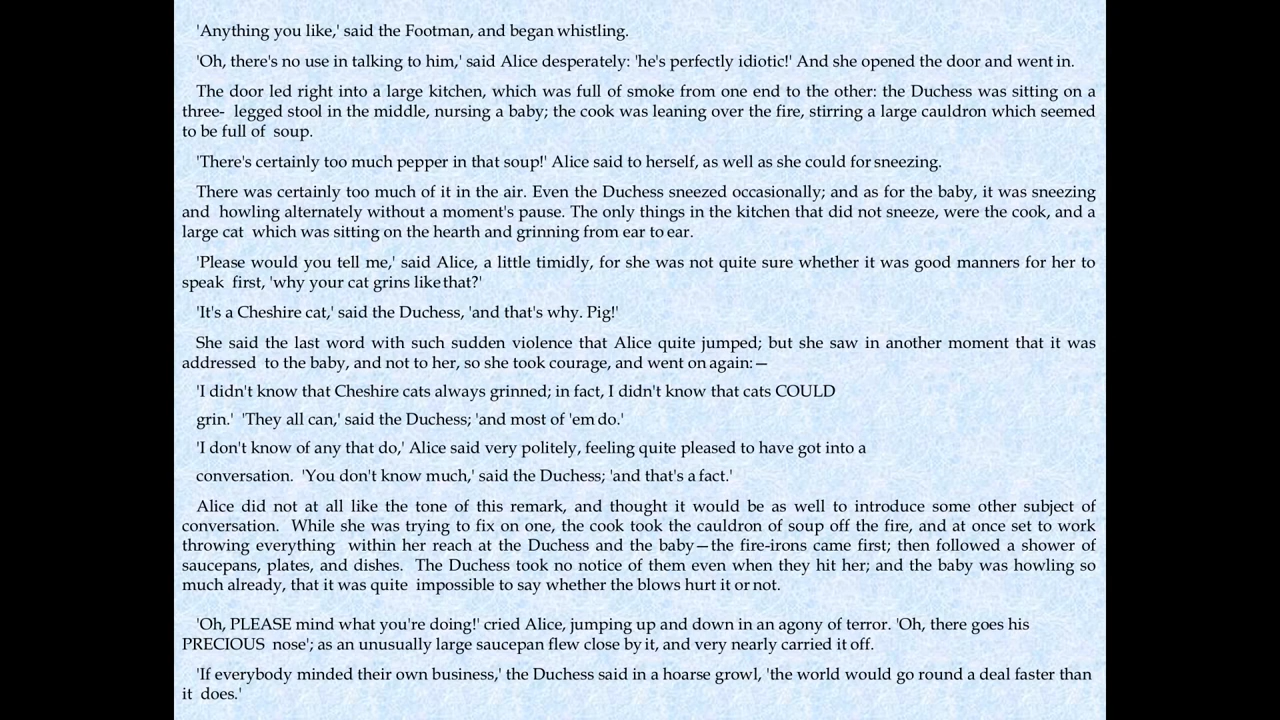 'Anything you like,' said the Footman, and began whistling.
'Oh, there's no use in talking to him,' said Alice desperately: 'he's perfectly idiotic!' And she opened the door and went in.
The door led right into a large kitchen, which was full of smoke from one end to the other: the Duchess was sitting on a
three- legged stool in the middle, nursing a baby; the cook was leaning over the fire, stirring a large cauldron which seemed
to be full of soup.
'There's certainly too much pepper in that soup!' Alice said to herself, as well as she could for sneezing.
There was certainly too much of it in the air. Even the Duchess sneezed occasionally; and as for the baby, it was sneezing
and howling alternately without a moment's pause. The only things in the kitchen that did not sneeze, were the cook, and a
large cat which was sitting on the hearth and grinning from ear to ear.
'Please would you tell me,' said Alice, a little timidly, for she was not quite sure whether it was good manners for her to
speak first, 'why your cat grins like that?'
'It's a Cheshire cat,' said the Duchess, 'and that's why. Pig!'
She said the last word with such sudden violence that Alice quite jumped; but she saw in another moment that it was
addressed to the baby, and not to her, so she took courage, and went on again:—
'I didn't know that Cheshire cats always grinned; in fact, I didn't know that cats COULD
grin.' 'They all can,' said the Duchess; 'and most of 'em do.'
'I don't know of any that do,' Alice said very politely, feeling quite pleased to have got into a
conversation. 'You don't know much,' said the Duchess; 'and that's a fact.'
Alice did not at all like the tone of this remark, and thought it would be as well to introduce some other subject of
conversation. While she was trying to fix on one, the cook took the cauldron of soup off the fire, and at once set to work
throwing everything within her reach at the Duchess and the baby—the fire-irons came first; then followed a shower of
saucepans, plates, and dishes. The Duchess took no notice of them even when they hit her; and the baby was howling so
much already, that it was quite impossible to say whether the blows hurt it or not.
'Oh, PLEASE mind what you're doing!' cried Alice, jumping up and down in an agony of terror. 'Oh, there goes his
PRECIOUS nose'; as an unusually large saucepan flew close by it, and very nearly carried it off.
'If everybody minded their own business,' the Duchess said in a hoarse growl, 'the world would go round a deal faster than
it does.'